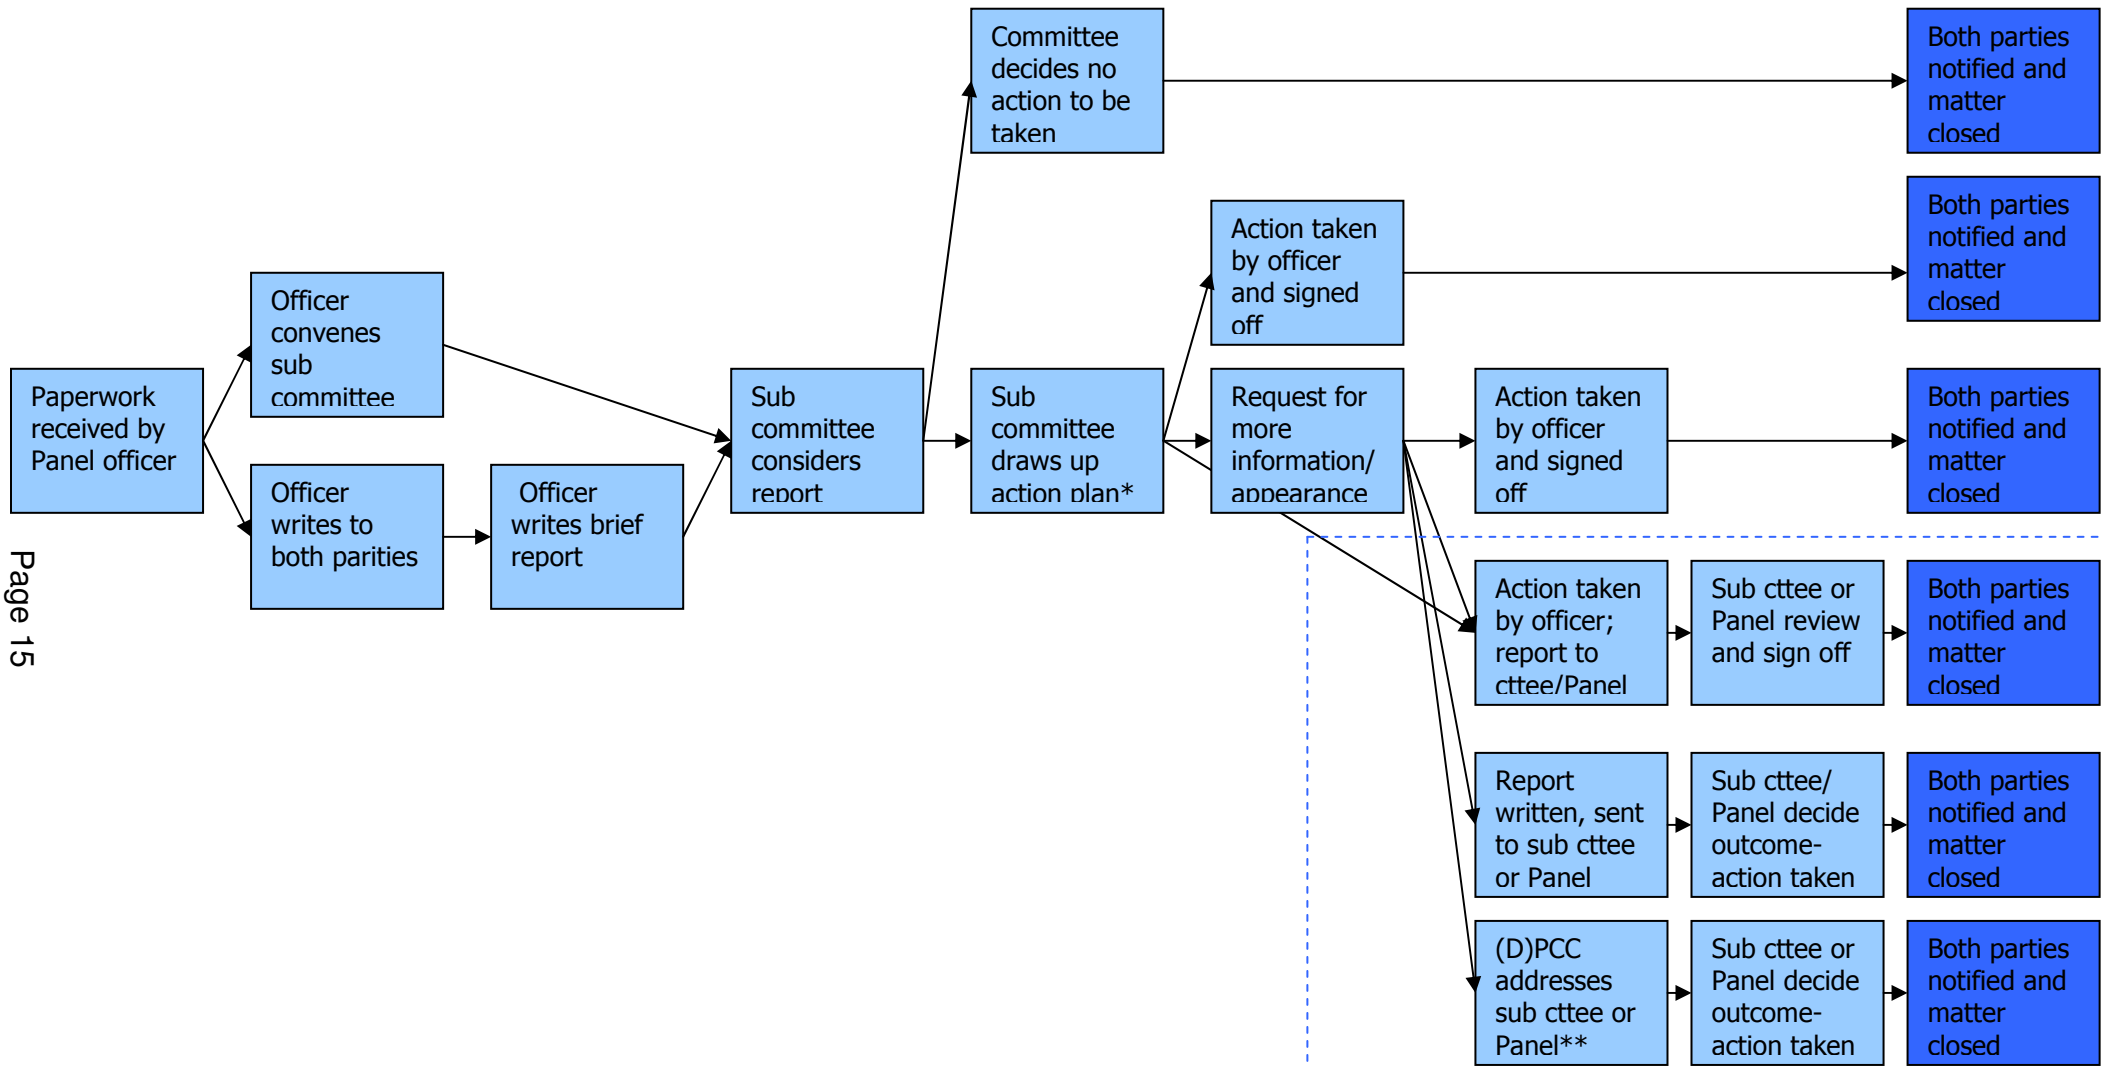 Committee
decides no
action to be
taken
Both parties
notified and
matter
closed
Action taken
by officer
and signed
off
Both parties
notified and
matter
closed
Officer
convenes
sub
committee
Paperwork
received by
Panel officer
Officer
writes to
both parities
Officer
writes brief
report
Sub
committee
considers
report
Sub
committee
draws up
action plan*
Request for
more
information/
appearance
Action taken
by officer
and signed
off
Both parties
notified and
matter
closed
Action taken
by officer;
report to
cttee/Panel
Sub cttee or
Panel review
and sign off
Both parties
notified and
matter
closed
Report
written, sent
to sub cttee
or Panel
Sub cttee/
Panel decide
outcome-
action taken
Both parties
notified and
matter
closed
(D)PCC
addresses
sub cttee or
Panel**
Sub cttee or
Panel decide
outcome-
action taken
Both parties
notified and
matter
closed
Page 15